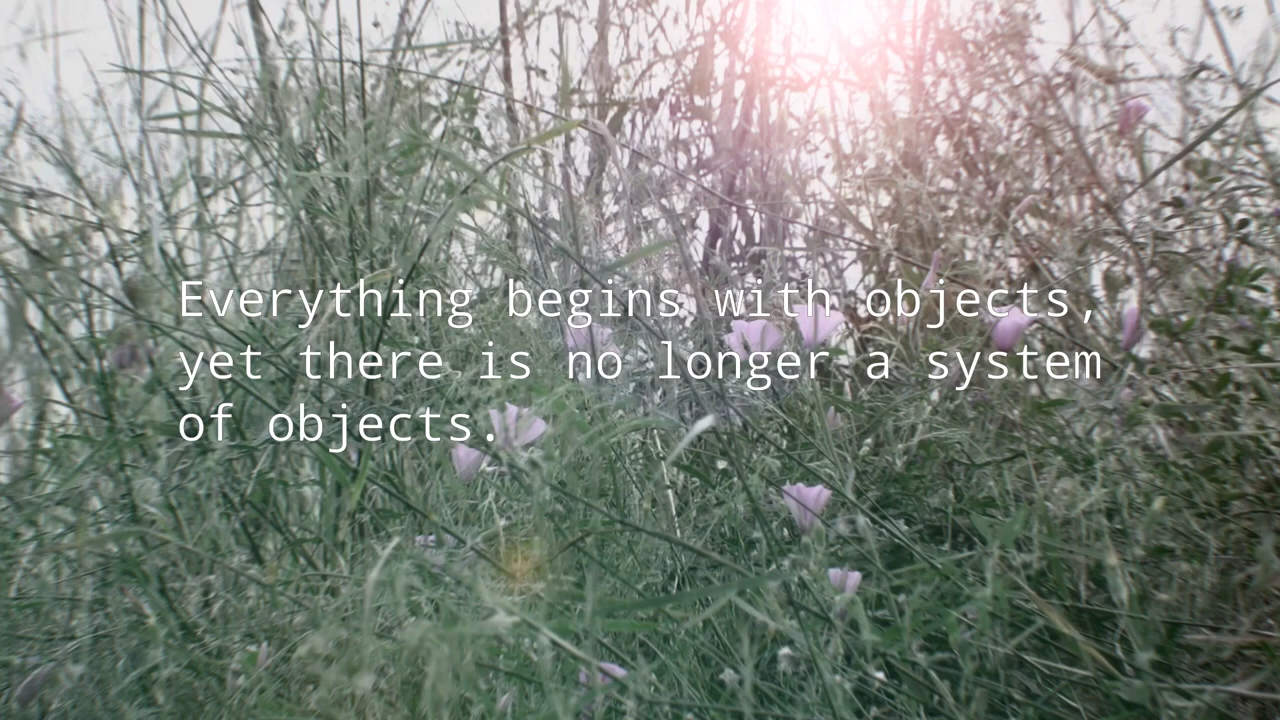 Everything begins with objects,
yet there is no longer a system
of objects.